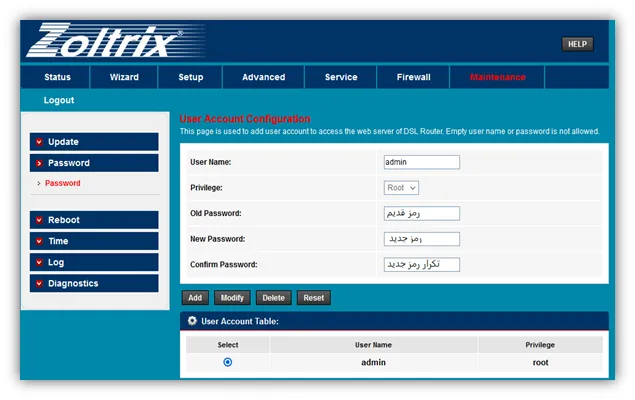 Zoltrix®
HELP
Status Wizard Setup Advanced Service Firewall Maintenance
Logout
User Account Configuration
This page is used to add user account to access the web server of DSL Router. Empty user name or password is not allowed.
Update
Password
Password
Reboot
Time
Log
Diagnostics
User Name: admin
Privilege: Root
Old Password: رمز قدیم
New Password: رمز جدید
Confirm Password: تکرار رمز جدید
Add Modify Delete Reset
User Account Table:
Select User Name Privilege
admin root